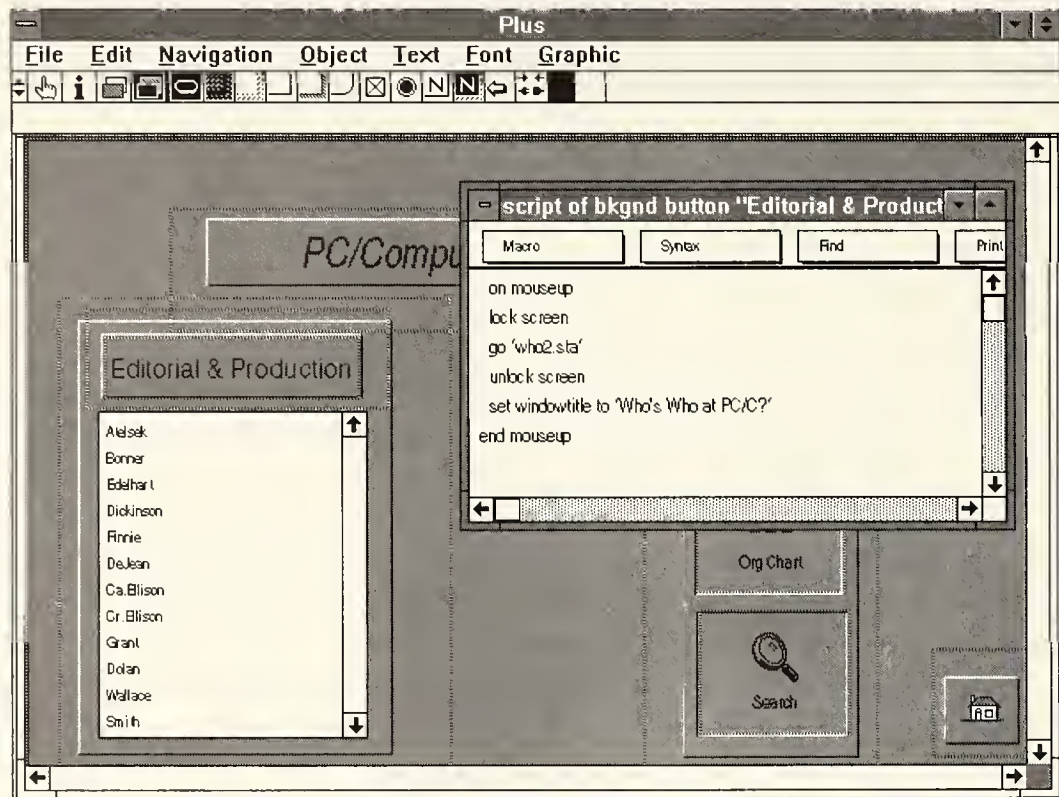 Plus
File Edit Navigation Object Text Font Graphic
script of bkgnd button "Editorial & Product
Macro Syntax Find Print
on mouseup
lock screen
go 'who2.sta'
unlock screen
set windowtitle to 'Who's Who at PC/C?'
end mouseup
PC/Compu
Editorial & Production
Atelsek
Bonner
Edelhart
Dickinson
Finnie
DeJean
Ca.Ellison
Cr.Ellison
Grant
Dolan
Wallace
Smith
Org Chart
Search